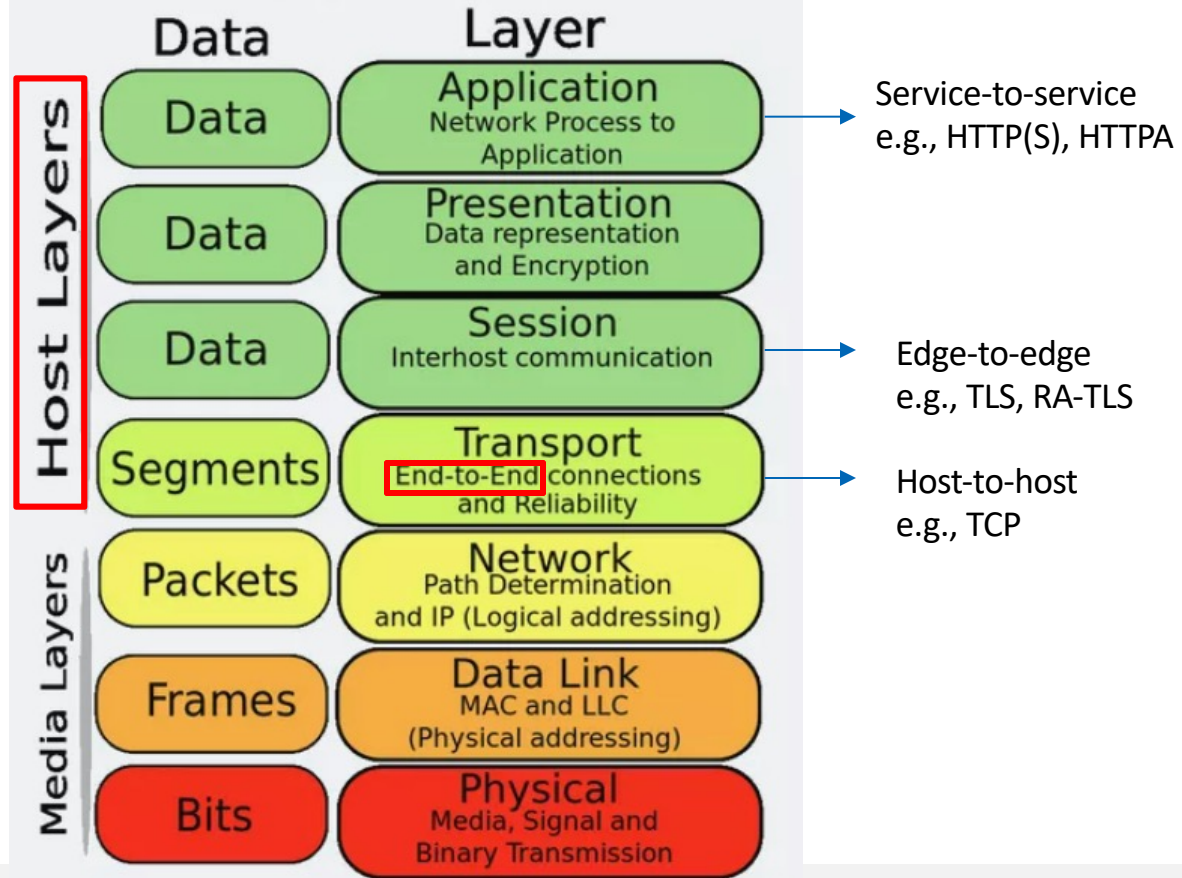 Data
Layer
Host Layers
Data
Application
Network Process to
Application
Service-to-service
e.g., HTTP(S), HTTPA
Data
Presentation
Data representation
and Encryption
Data
Session
Interhost communication
Edge-to-edge
e.g., TLS, RA-TLS
Segments
Transport
End-to-End connections
and Reliability
Host-to-host
e.g., TCP
Media Layers
Packets
Network
Path Determination
and IP (Logical addressing)
Frames
Data Link
MAC and LLC
(Physical addressing)
Bits
Physical
Media, Signal and
Binary Transmission